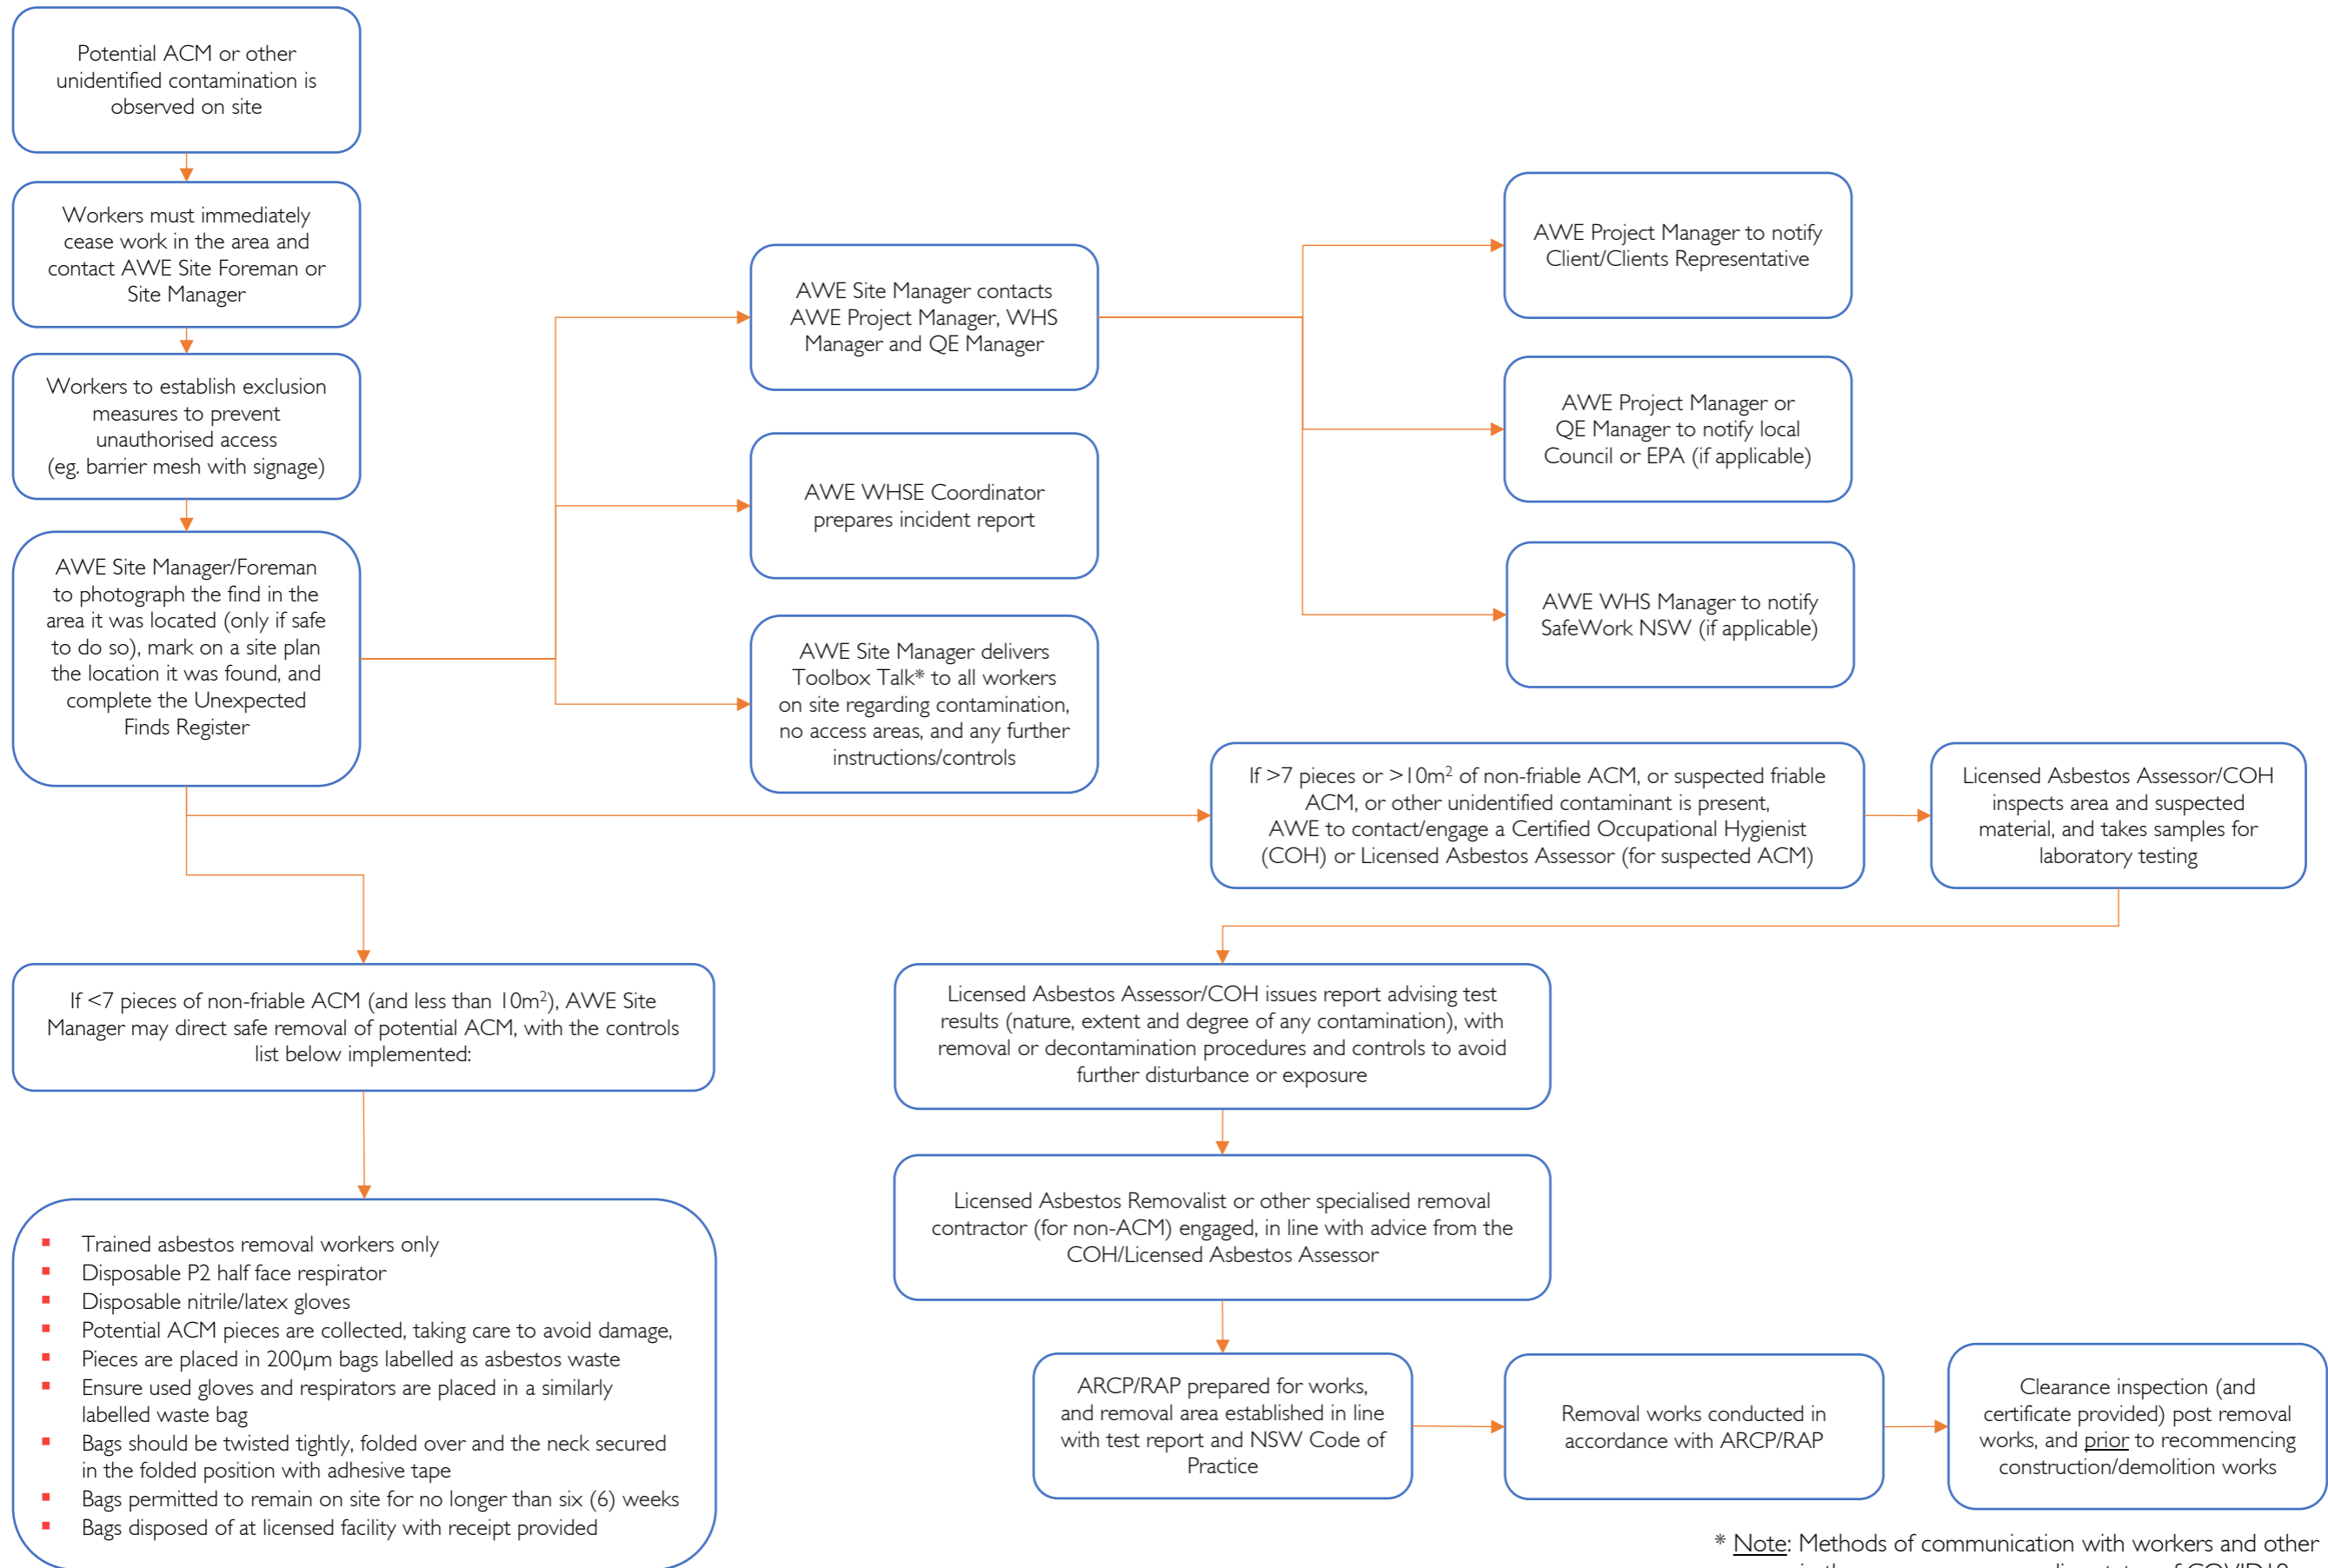 Potential ACM or other
unidentified contamination is
observed on site
Workers must immediately
cease work in the area and
contact AWE Site Foreman or
Site Manager
Workers to establish exclusion
measures to prevent
unauthorised access
(eg. barrier mesh with signage)
AWE Site Manager/Foreman
to photograph the find in the
area it was located (only if safe
to do so), mark on a site plan
the location it was found, and
complete the Unexpected
Finds Register
AWE Site Manager contacts
AWE Project Manager, WHS
Manager and QE Manager
AWE WHSE Coordinator
prepares incident report
AWE Site Manager delivers
Toolbox Talk* to all workers
on site regarding contamination,
no access areas, and any further
instructions/controls
AWE Project Manager to notify
Client/Clients Representative
AWE Project Manager or
QE Manager to notify local
Council or EPA (if applicable)
AWE WHS Manager to notify
SafeWork NSW (if applicable)
If >7 pieces or >10m² of non-friable ACM, or suspected friable
ACM, or other unidentified contaminant is present,
AWE to contact/engage a Certified Occupational Hygienist
(COH) or Licensed Asbestos Assessor (for suspected ACM)
Licensed Asbestos Assessor/COH
inspects area and suspected
material, and takes samples for
laboratory testing
If <7 pieces of non-friable ACM (and less than 10m²), AWE Site
Manager may direct safe removal of potential ACM, with the controls
list below implemented:
▪ Trained asbestos removal workers only
▪ Disposable P2 half face respirator
▪ Disposable nitrile/latex gloves
▪ Potential ACM pieces are collected, taking care to avoid damage,
▪ Pieces are placed in 200µm bags labelled as asbestos waste
▪ Ensure used gloves and respirators are placed in a similarly
labelled waste bag
▪ Bags should be twisted tightly, folded over and the neck secured
in the folded position with adhesive tape
▪ Bags permitted to remain on site for no longer than six (6) weeks
▪ Bags disposed of at licensed facility with receipt provided
Licensed Asbestos Assessor/COH issues report advising test
results (nature, extent and degree of any contamination), with
removal or decontamination procedures and controls to avoid
further disturbance or exposure
Licensed Asbestos Removalist or other specialised removal
contractor (for non-ACM) engaged, in line with advice from the
COH/Licensed Asbestos Assessor
ARCP/RAP prepared for works,
and removal area established in line
with test report and NSW Code of
Practice
Removal works conducted in
accordance with ARCP/RAP
Clearance inspection (and
certificate provided) post removal
works, and prior to recommencing
construction/demolition works
* Note: Methods of communication with workers and other